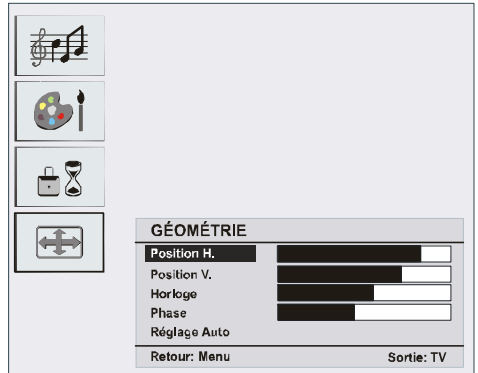 GÉOMÉTRIE
Position H.
Position V.
Horloge
Phase
Réglage Auto
Retour: Menu Sortie: TV